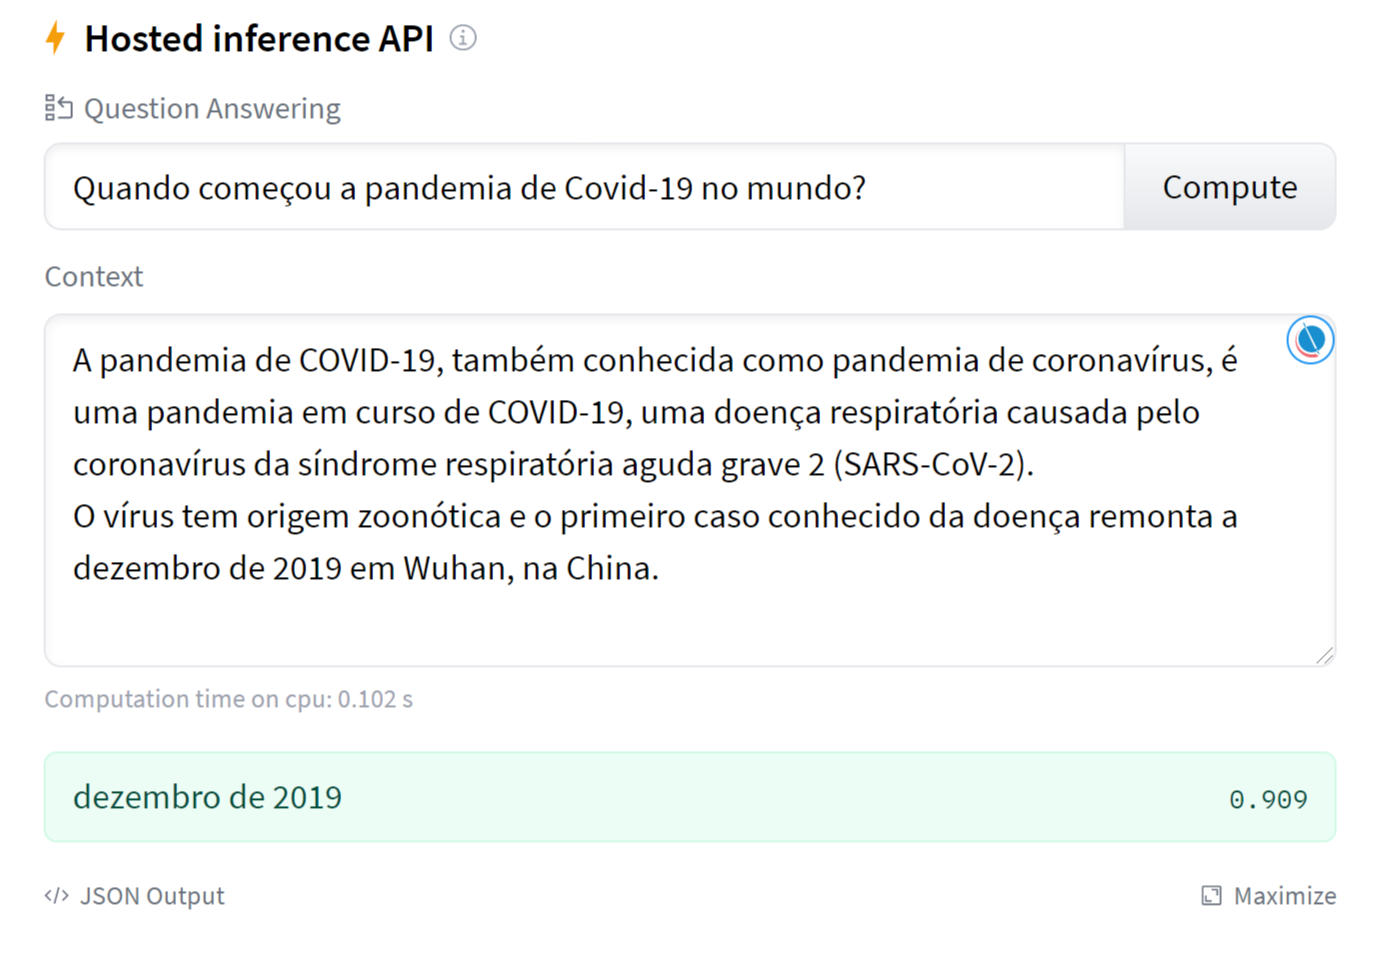 Hosted inference API
Question Answering
Quando começou a pandemia de Covid-19 no mundo?
Compute
Context
A pandemia de COVID-19, também conhecida como pandemia de coronavírus, é
uma pandemia em curso de COVID-19, uma doença respiratória causada pelo
coronavírus da síndrome respiratória aguda grave 2 (SARS-CoV-2).
O vírus tem origem zoonótica e o primeiro caso conhecido da doença remonta a
dezembro de 2019 em Wuhan, na China.
Computation time on cpu: 0.102 s
dezembro de 2019
0.909
</> JSON Output
Maximize